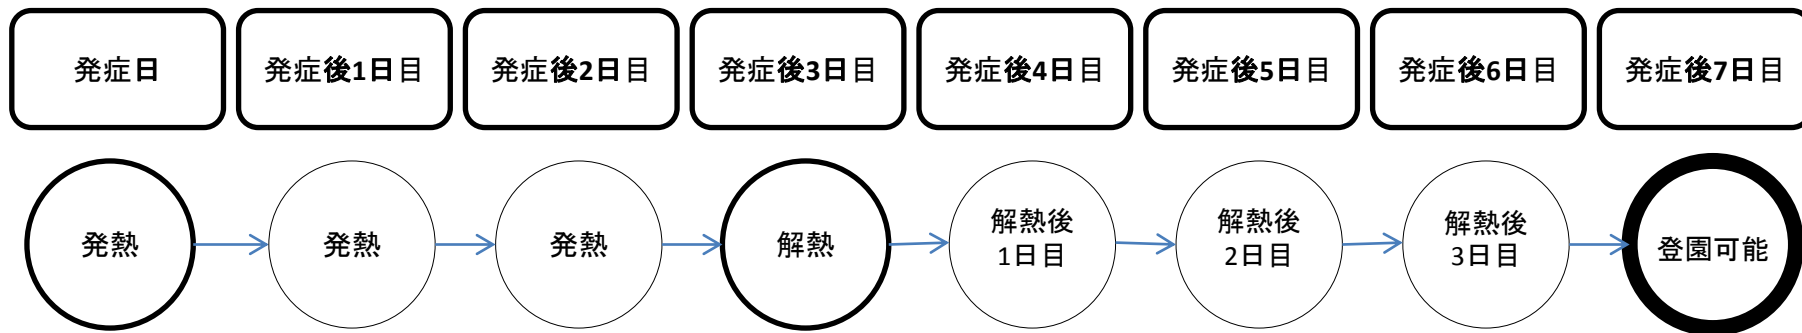 発症日
発症後1日目
発症後2日目
発症後3日目
発症後4日目
発症後5日目
発症後6日目
発症後7日目
発熱
発熱
発熱
解熱
解熱後
1日目
解熱後
2日目
解熱後
3日目
登園可能